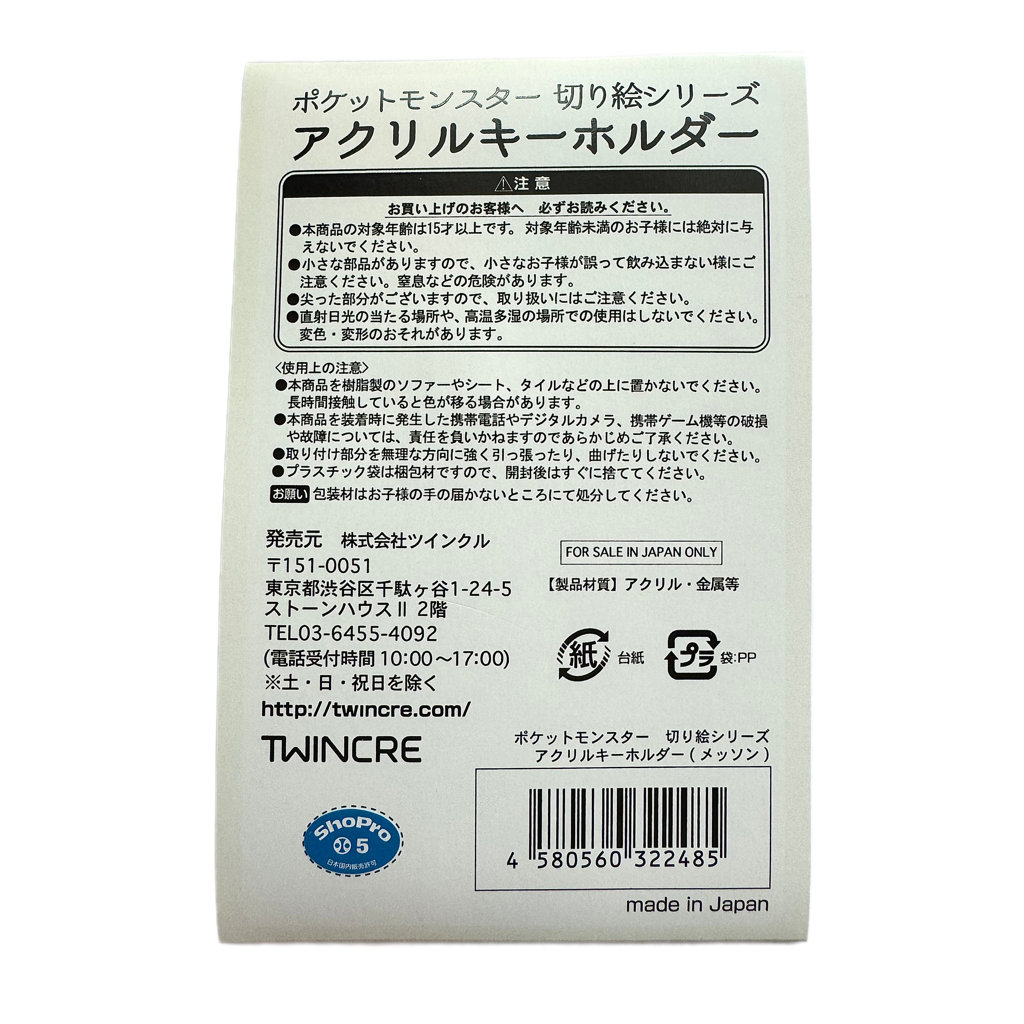 ポケットモンスター 切り絵シリーズ
アクリルキーホルダー
⚠注意
お買い上げのお客様へ 必ずお読みください。
●本商品の対象年齢は15才以上です。対象年齢未満のお子様には絶対に与
えないでください。
●小さな部品がありますので、小さなお子様が誤って飲み込まない様にご
注意ください。窒息などの危険があります。
●尖った部分がございますので、取り扱いにはご注意ください。
●直射日光の当たる場所や、高温多湿の場所での使用はしないでください。
変色・変形のおそれがあります。
〈使用上の注意〉
●本商品を樹脂製のソファーやシート、タイルなどの上に置かないでください。
長時間接触していると色が移る場合があります。
●本商品を装着時に発生した携帯電話やデジタルカメラ、携帯ゲーム機等の破損
や故障については、責任を負いかねますのであらかじめご了承ください。
●取り付け部分を無理な方向に強く引っ張ったり、曲げたりしないでください。
●プラスチック袋は梱包材ですので、開封後はすぐに捨ててください。
お願い 包装材はお子様の手の届かないところにて処分してください。
発売元 株式会社ツインクル
〒151-0051
東京都渋谷区千駄ヶ谷1-24-5
ストーンハウスⅡ 2階
TEL03-6455-4092
(電話受付時間 10:00〜17:00)
※土・日・祝日を除く
http://twincre.com/
TWINCRE
FOR SALE IN JAPAN ONLY
【製品材質】アクリル・金属等
紙 台紙 プラ 袋:PP
ポケットモンスター 切り絵シリーズ
アクリルキーホルダー(メッソン)
4 580560 322485
made in Japan
ShoPro
5
日本国内販売許可